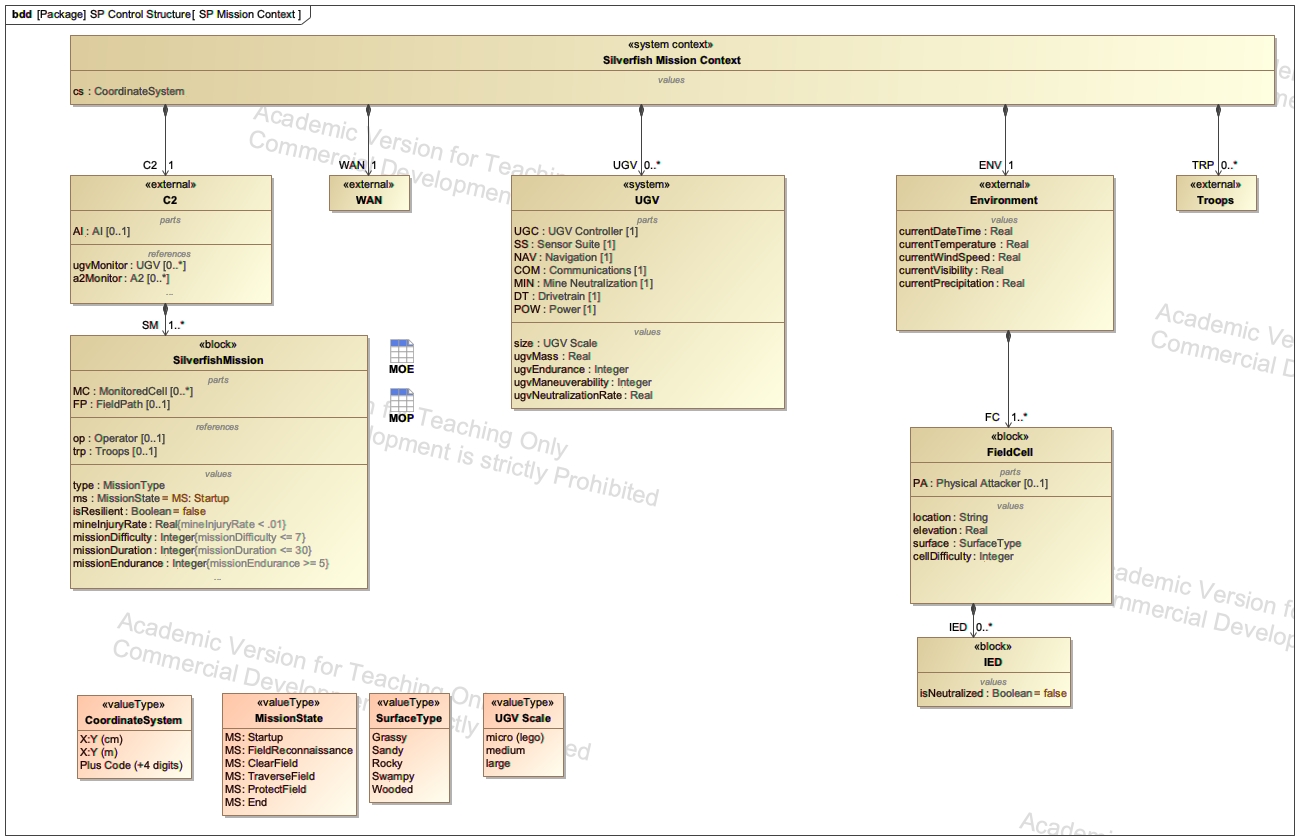 bdd [Package] SP Control Structure[ SP Mission Context ]
«system context»
Silverfish Mission Context
values
cs : CoordinateSystem
C2 1
WAN 1
UGV 0..*
ENV 1
TRP 0..*
«external»
C2
parts
AI : AI [0..1]
references
ugvMonitor : UGV [0..*]
a2Monitor : A2 [0..*]
...
«external»
WAN
«system»
UGV
parts
UGC : UGV Controller [1]
SS : Sensor Suite [1]
NAV : Navigation [1]
COM : Communications [1]
MIN : Mine Neutralization [1]
DT : Drivetrain [1]
POW : Power [1]
values
size : UGV Scale
ugvMass : Real
ugvEndurance : Integer
ugvManeuverability : Integer
ugvNeutralizationRate : Real
«external»
Environment
values
currentDateTime : Real
currentTemperature : Real
currentWindSpeed : Real
currentVisibility : Real
currentPrecipitation : Real
«external»
Troops
SM 1..*
«block»
SilverfishMission
parts
MC : MonitoredCell [0..*]
FP : FieldPath [0..1]
references
op : Operator [0..1]
trp : Troops [0..1]
values
type : MissionType
ms : MissionState = MS: Startup
isResilient : Boolean = false
mineInjuryRate : Real{mineInjuryRate < .01}
missionDifficulty : Integer{missionDifficulty <= 7}
missionDuration : Integer{missionDuration <= 30}
missionEndurance : Integer{missionEndurance >= 5}
...
MOE
MOP
FC 1..*
«block»
FieldCell
parts
PA : Physical Attacker [0..1]
values
location : String
elevation : Real
surface : SurfaceType
cellDifficulty : Integer
IED 0..*
«block»
IED
values
isNeutralized : Boolean = false
«valueType»
CoordinateSystem
X:Y (cm)
X:Y (m)
Plus Code (+4 digits)
«valueType»
MissionState
MS: Startup
MS: FieldReconnaissance
MS: ClearField
MS: TraverseField
MS: ProtectField
MS: End
«valueType»
SurfaceType
Grassy
Sandy
Rocky
Swampy
Wooded
«valueType»
UGV Scale
micro (lego)
medium
large
Academic Version for Teaching
Commercial Development
Teaching Only
is strictly Prohibited
Academic
Commercial
Academic Version for Teaching
Commercial
Academic Version